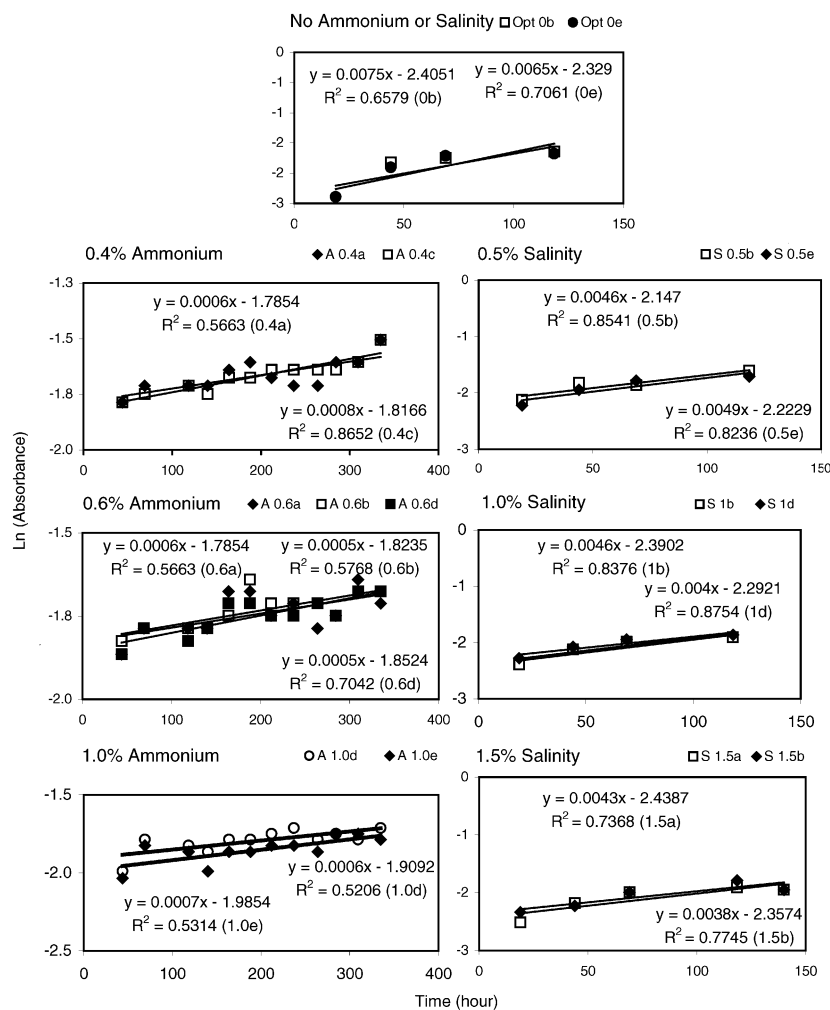 No Ammonium or Salinity Opt 0b Opt 0e
0
-1
-1
-2
-2
-3
y = 0.0075x - 2.4051
R² = 0.6579 (0b)
y = 0.0065x - 2.329
R² = 0.7061 (0e)
0 50 100 150
0.4% Ammonium A 0.4a A 0.4c
-1.3
-1.5
-1.8
-2.0
y = 0.0006x - 1.7854
R² = 0.5663 (0.4a)
y = 0.0008x - 1.8166
R² = 0.8652 (0.4c)
0 100 200 300 400
0.5% Salinity S 0.5b S 0.5e
0
-1
-2
-3
y = 0.0046x - 2.147
R² = 0.8541 (0.5b)
y = 0.0049x - 2.2229
R² = 0.8236 (0.5e)
0 50 100 150
Ln (Absorbance)
0.6% Ammonium A 0.6a A 0.6b A 0.6d
-1.5
-1.8
-2.0
y = 0.0006x - 1.7854
R² = 0.5663 (0.6a)
y = 0.0005x - 1.8235
R² = 0.5768 (0.6b)
y = 0.0005x - 1.8524
R² = 0.7042 (0.6d)
0 100 200 300 400
1.0% Salinity S 1b S 1d
0
-1
-2
-3
y = 0.0046x - 2.3902
R² = 0.8376 (1b)
y = 0.004x - 2.2921
R² = 0.8754 (1d)
0 50 100 150
1.0% Ammonium A 1.0d A 1.0e
-1.5
-2.0
-2.5
y = 0.0006x - 1.9092
R² = 0.5206 (1.0d)
y = 0.0007x - 1.9854
R² = 0.5314 (1.0e)
0 100 200 300 400
1.5% Salinity S 1.5a S 1.5b
0
-1
-2
-3
y = 0.0043x - 2.4387
R² = 0.7368 (1.5a)
y = 0.0038x - 2.3574
R² = 0.7745 (1.5b)
0 50 100 150
Time (hour)